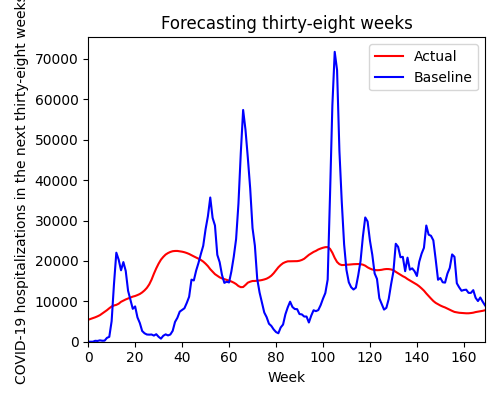 Forecasting thirty-eight weeks
COVID-19 hospitalizations in the next thirty-eight weeks
70000
60000
50000
40000
30000
20000
10000
0
Actual
Baseline
0 20 40 60 80 100 120 140 160
Week